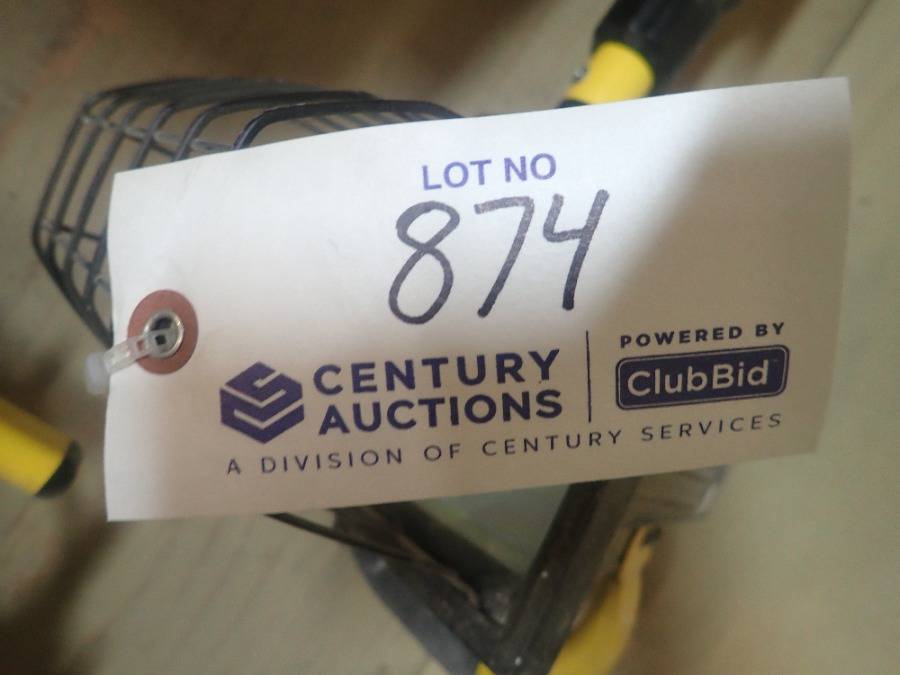 LOT NO
874
CENTURY
AUCTIONS
POWERED BY
ClubBid
A DIVISION OF CENTURY SERVICES